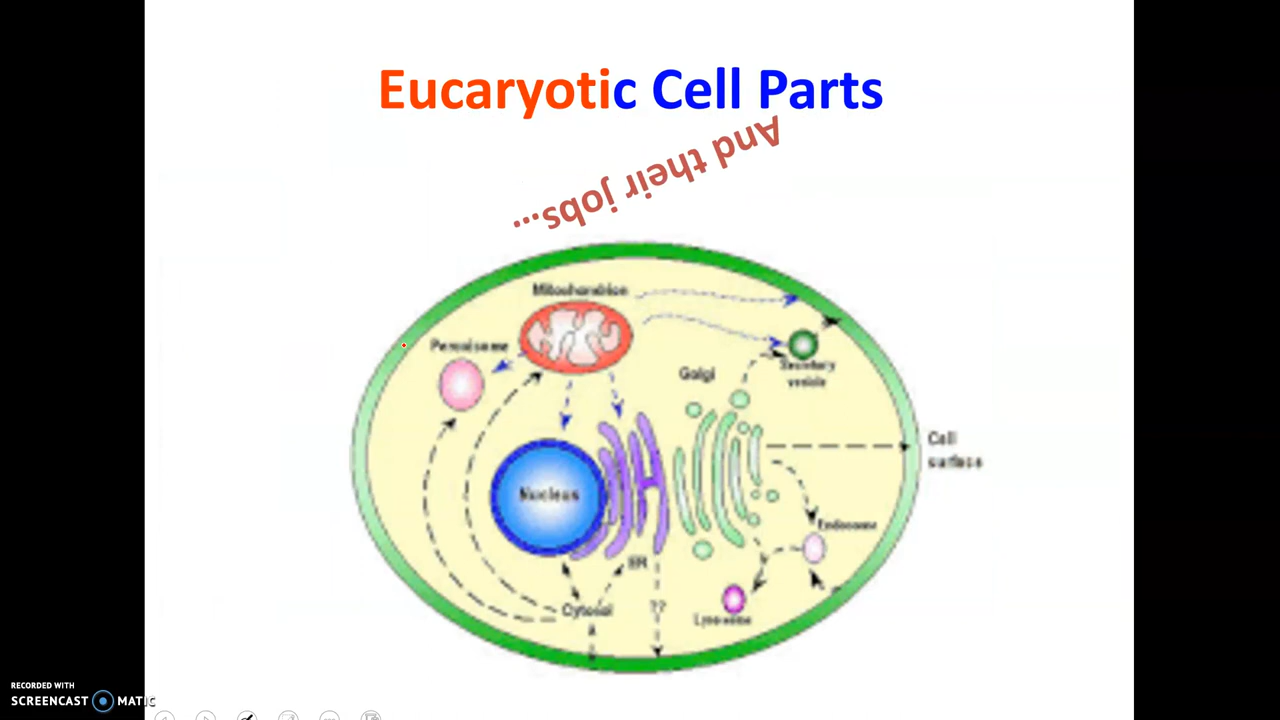 Eucaryotic Cell Parts
And their jobs...
Mitochondrion
Peroxisome
Secretory
vesicle
Golgi
Cell
surface
Nucleus
Endosome
ER
Cytosol
??
Lysosome
RECORDED WITH
SCREENCAST MATIC